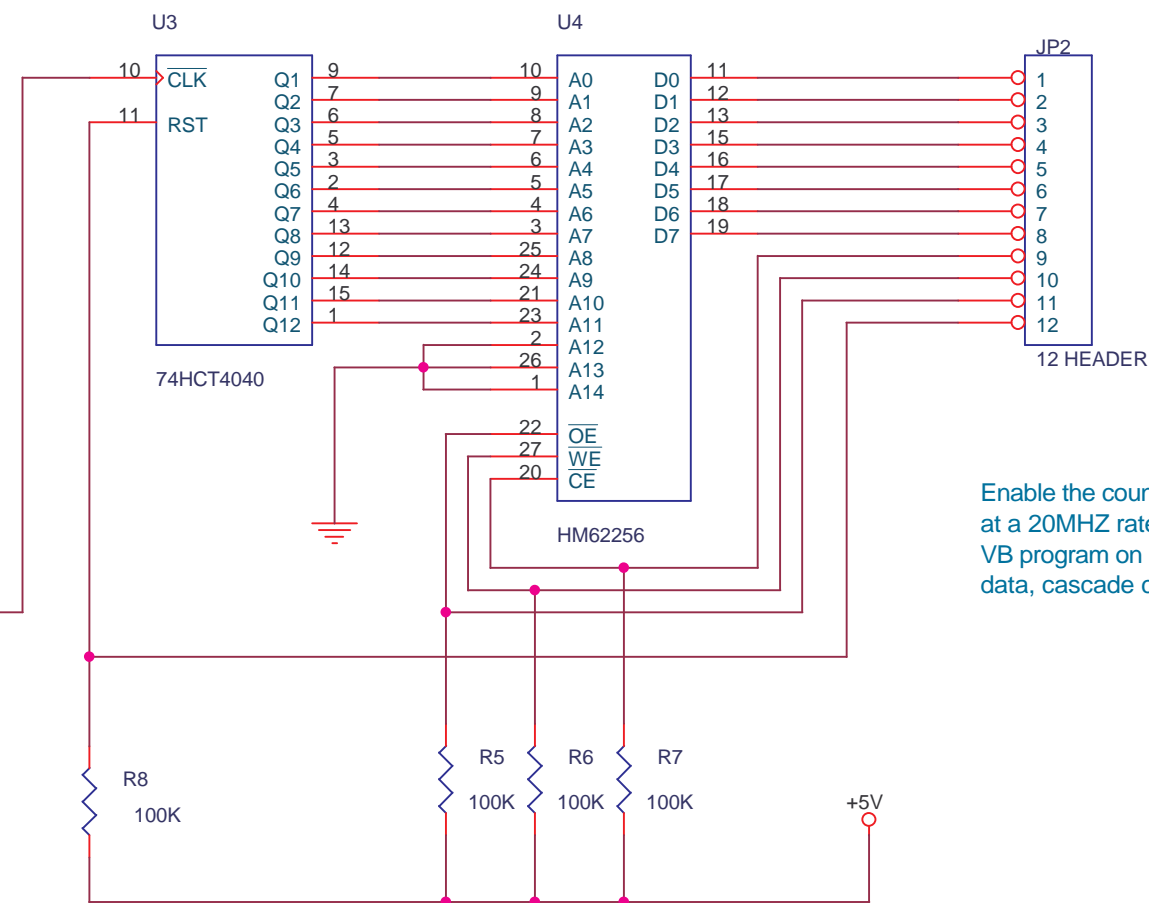 U3
10 CLK
11 RST
Q1 9
Q2 7
Q3 6
Q4 5
Q5 3
Q6 2
Q7 4
Q8 13
Q9 12
Q10 14
Q11 15
Q12 1
74HCT4040
U4
10 A0
9 A1
8 A2
7 A3
6 A4
5 A5
4 A6
3 A7
25 A8
24 A9
21 A10
23 A11
2 A12
26 A13
1 A14
22 OE
27 WE
20 CE
D0 11
D1 12
D2 13
D3 15
D4 16
D5 17
D6 18
D7 19
HM62256
JP2
1
2
3
4
5
6
7
8
9
10
11
12
12 HEADER
Enable the
at a 20MHZ
VB program on
data, cascade
R8
100K
R5
100K
R6
100K
R7
100K
+5V